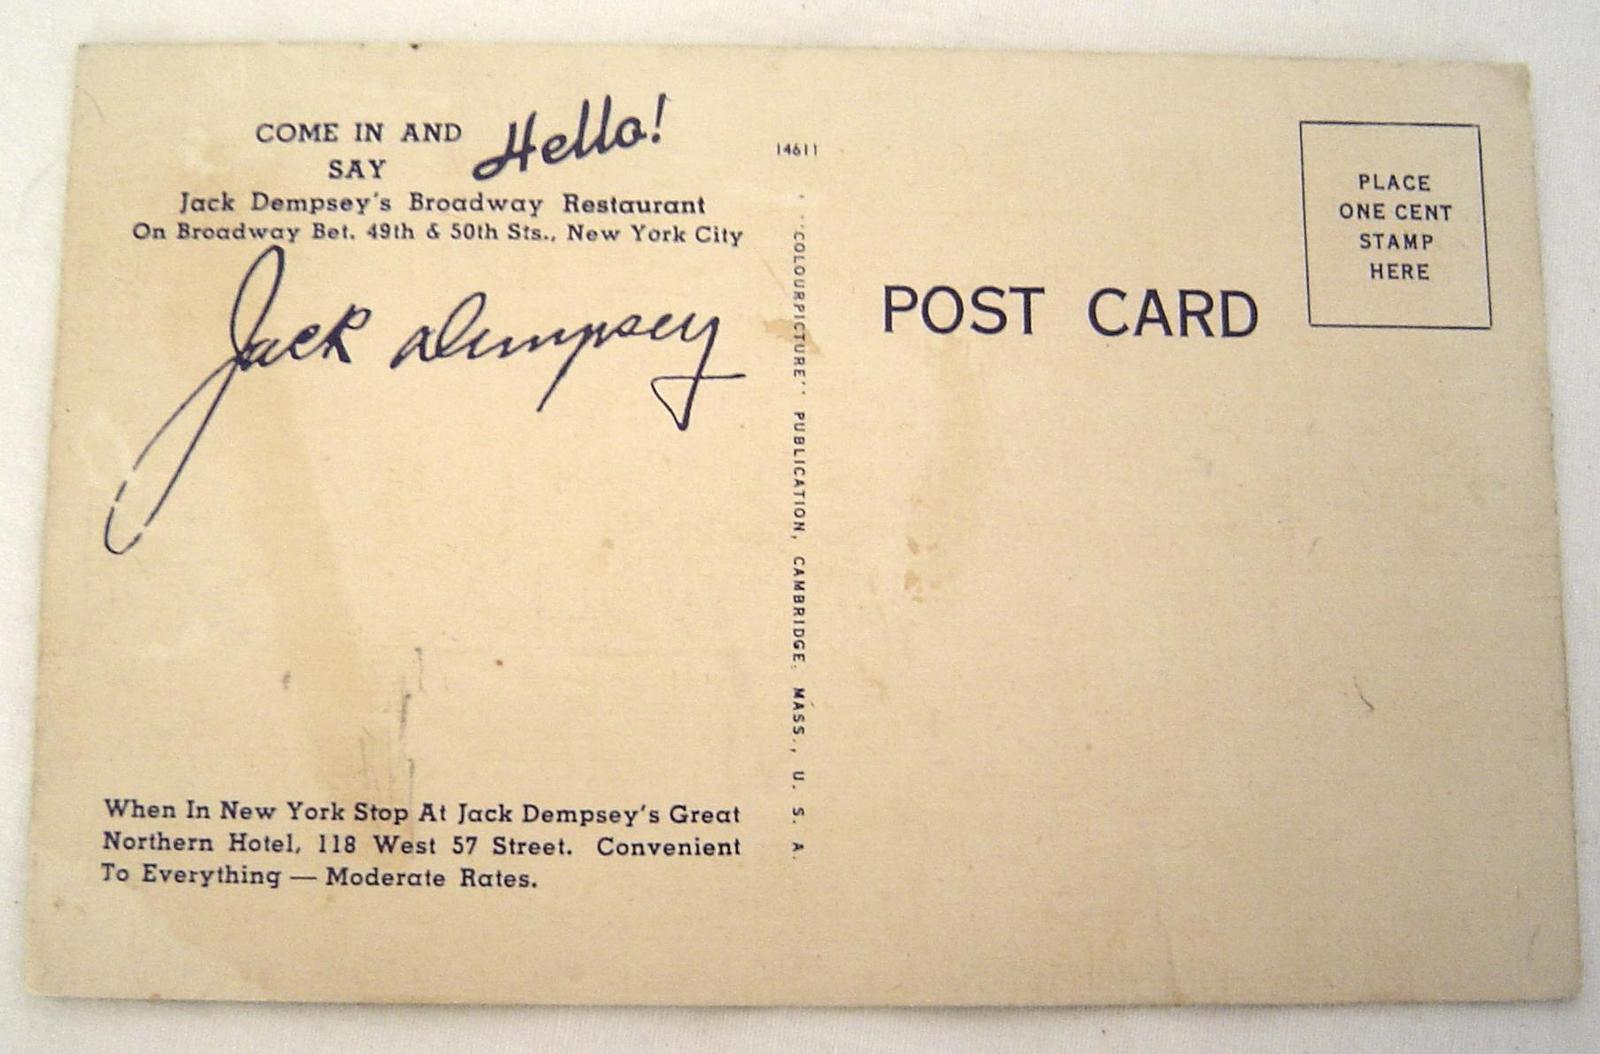 COME IN AND
SAY Hello!
Jack Dempsey's Broadway Restaurant
On Broadway Bet. 49th & 50th Sts., New York City
Jack Dempsey
When In New York Stop At Jack Dempsey's Great
Northern Hotel, 118 West 57 Street. Convenient
To Everything — Moderate Rates.
14611
"COLOURPICTURE" PUBLICATION, CAMBRIDGE, MASS., U. S. A.
POST CARD
PLACE
ONE CENT
STAMP
HERE